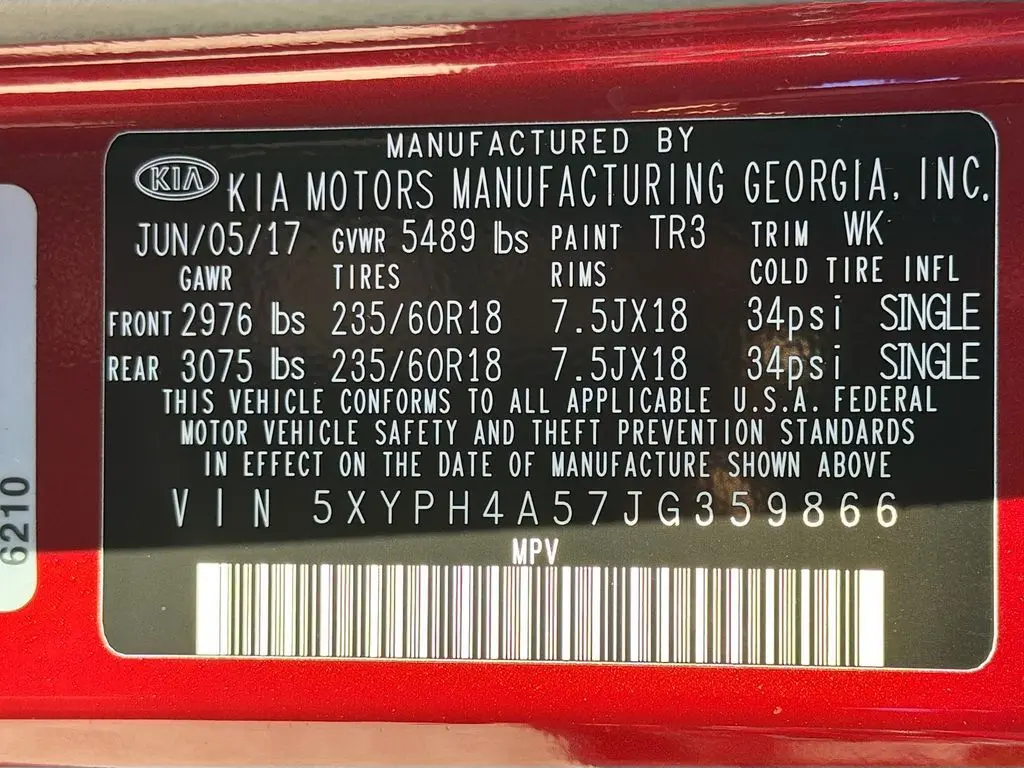 MANUFACTURED BY
KIA KIA MOTORS MANUFACTURING GEORGIA, INC.
JUN/05/17 GVWR 5489 lbs PAINT TR3 TRIM WK
GAWR TIRES RIMS COLD TIRE INFL
FRONT 2976 lbs 235/60R18 7.5JX18 34psi SINGLE
REAR 3075 lbs 235/60R18 7.5JX18 34psi SINGLE
THIS VEHICLE CONFORMS TO ALL APPLICABLE U.S.A. FEDERAL
MOTOR VEHICLE SAFETY AND THEFT PREVENTION STANDARDS
IN EFFECT ON THE DATE OF MANUFACTURE SHOWN ABOVE
VIN 5XYPH4A57JG359866
MPV
6210